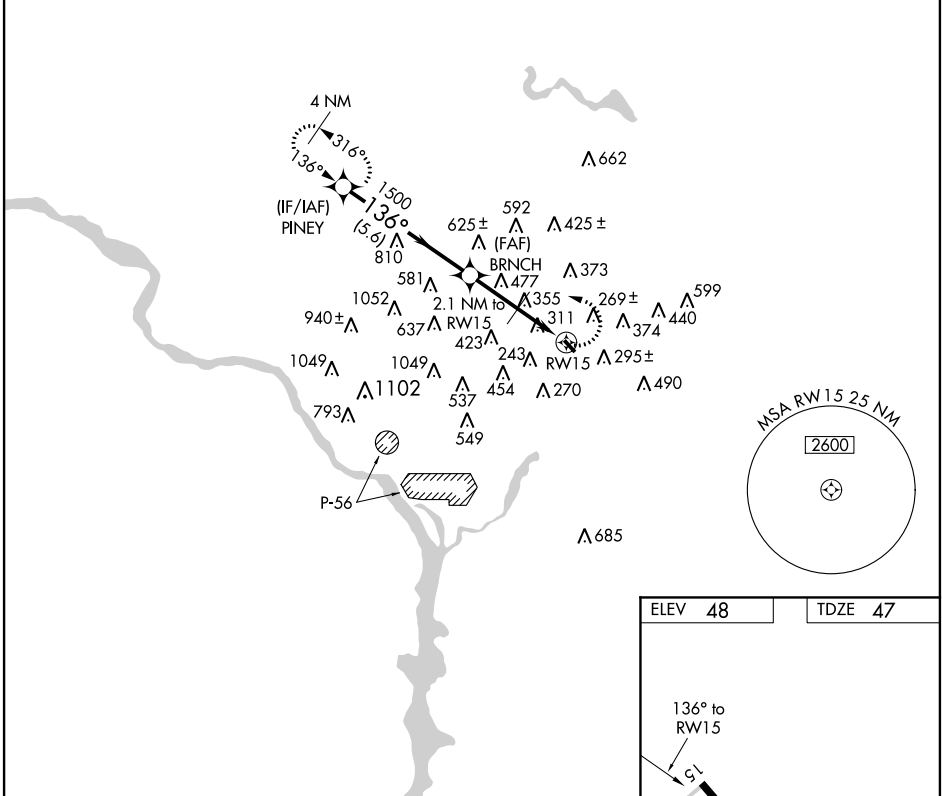 4 NM
316°
136°
662
(IF/IAF)
PINEY
1500
136°
(5.6)
810
625±
592
425±
(FAF)
BRNCH
373
581
477
599
1052
2.1 NM to
RW15
355
269±
440
940±
637
311
374
423
1049
1049
243
RW15
295±
1102
454
490
537
270
793
549
MSA RW15 25 NM
2600
P-56
685
ELEV 48
TDZE 47
136° to
RW15
15